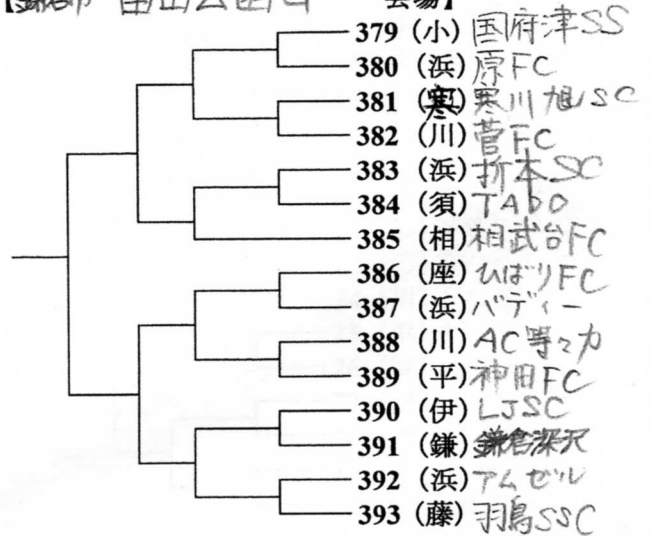 会場】
379 (小) 国府津SS
380 (浜) 原FC
381 (寒) 寒川旭SC
382 (川) 菅FC
383 (浜) 折本SC
384 (須) TADO
385 (相) 相武台FC
386 (座) ひばりFC
387 (浜) バディー
388 (川) AC等々力
389 (平) 神田FC
390 (伊) LJSC
391 (鎌) 鎌倉深沢
392 (浜) アムゼル
393 (藤) 羽鳥SSC